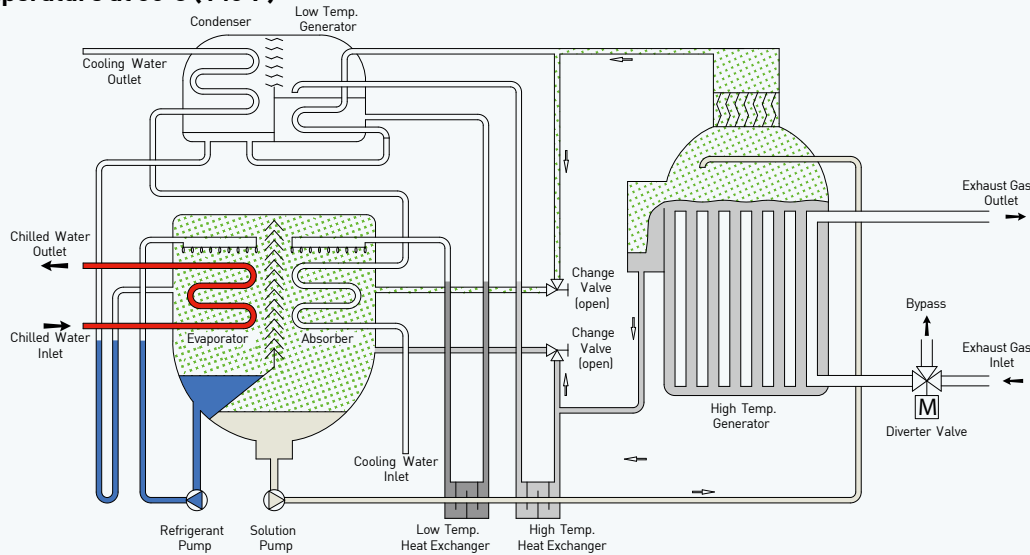 Condenser
Low Temp.
Generator
Cooling Water
Outlet
Exhaust Gas
Outlet
Chilled Water
Outlet
Change
Valve
(open)
Bypass
Chilled Water
Inlet
Evaporator
Absorber
Change
Valve
(open)
Exhaust Gas
Inlet
M
High Temp.
Generator
Diverter Valve
Cooling Water
Inlet
Refrigerant
Pump
Solution
Pump
Low Temp.
Heat Exchanger
High Temp.
Heat Exchanger